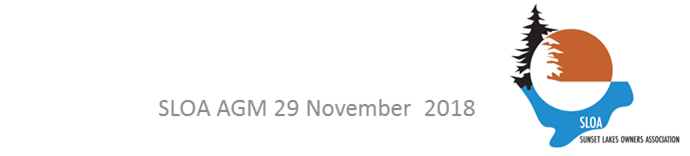 SLOA AGM 29 November 2018
SLOA
SUNSET LAKES OWNERS ASSOCIATION